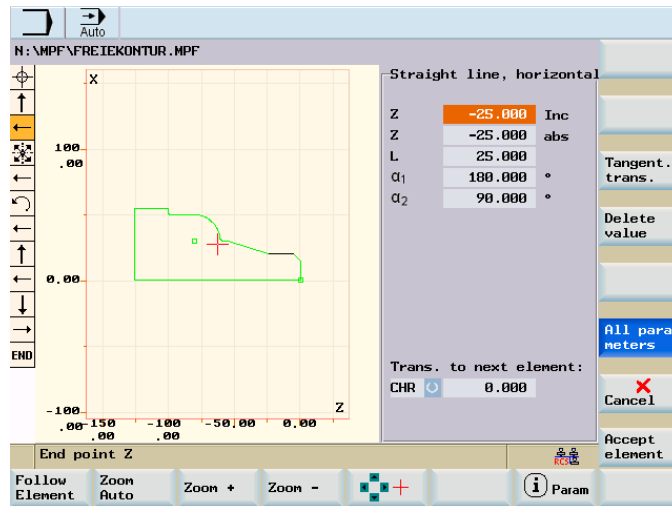 Auto
N:\MPF\FREIEKONTUR.MPF
X
100
.00
0.00
-100
.00
-150
.00
-100
.00
-50.00
0.00
Z
END
Straight line, horizontal
Z -25.000 Inc
Z -25.000 abs
L 25.000
α1 180.000 °
α2 90.000 °
Trans. to next element:
CHR 0.000
Tangent.
trans.
Delete
value
All para
meters
Cancel
Accept
element
End point Z
RCS
Follow
Element
Zoom
Auto
Zoom +
Zoom -
i Param